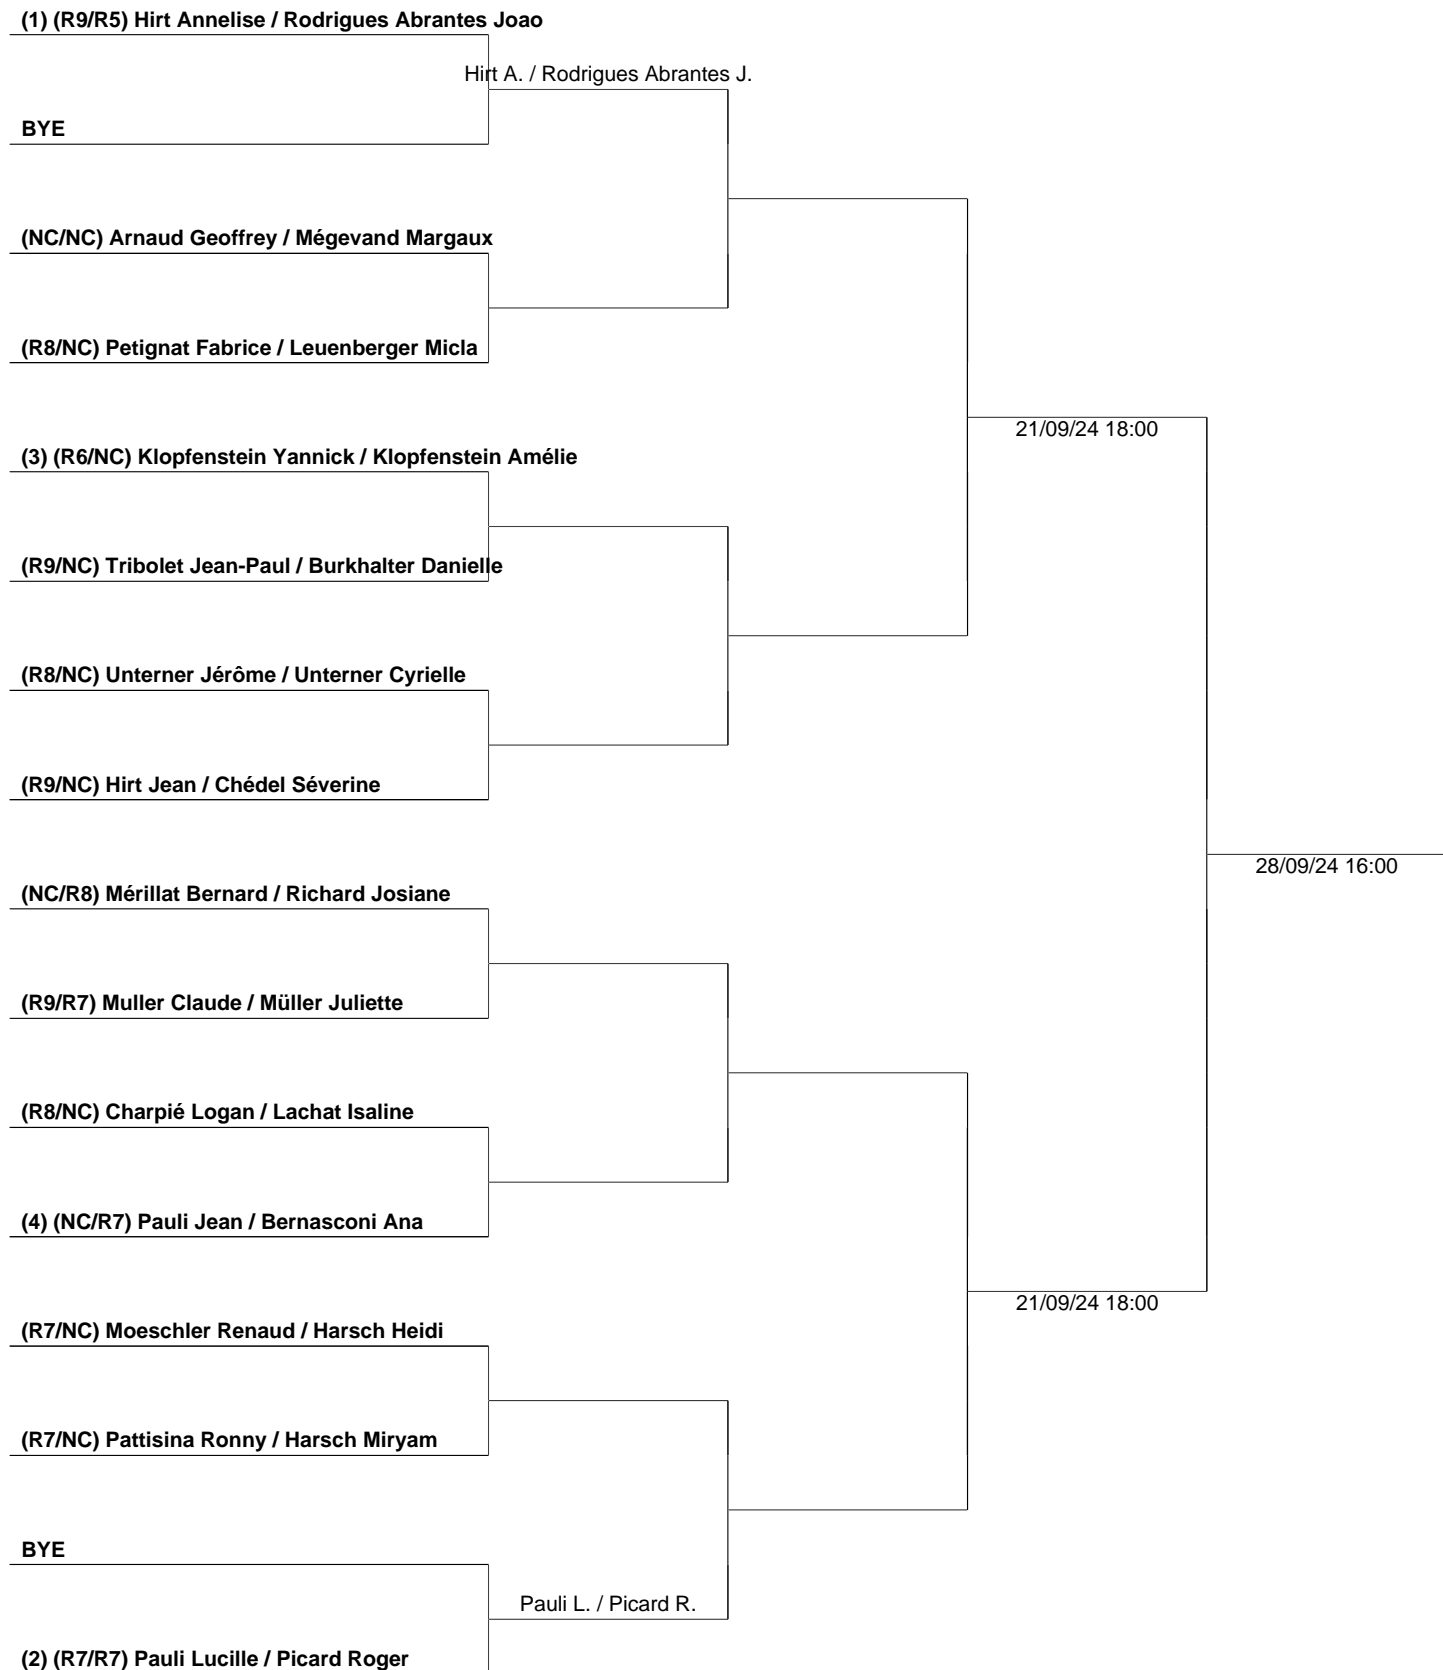 (1) (R9/R5) Hirt Annelise / Rodrigues Abrantes Joao
Hirt A. / Rodrigues Abrantes J.
BYE
(NC/NC) Arnaud Geoffrey / Mégevand Margaux
(R8/NC) Petignat Fabrice / Leuenberger Micla
21/09/24 18:00
(3) (R6/NC) Klopfenstein Yannick / Klopfenstein Amélie
(R9/NC) Tribolet Jean-Paul / Burkhalter Danielle
(R8/NC) Unterner Jérôme / Unterner Cyrielle
(R9/NC) Hirt Jean / Chédel Séverine
28/09/24 16:00
(NC/R8) Mérillat Bernard / Richard Josiane
(R9/R7) Muller Claude / Müller Juliette
(R8/NC) Charpié Logan / Lachat Isaline
(4) (NC/R7) Pauli Jean / Bernasconi Ana
21/09/24 18:00
(R7/NC) Moeschler Renaud / Harsch Heidi
(R7/NC) Pattisina Ronny / Harsch Miryam
BYE
Pauli L. / Picard R.
(2) (R7/R7) Pauli Lucille / Picard Roger